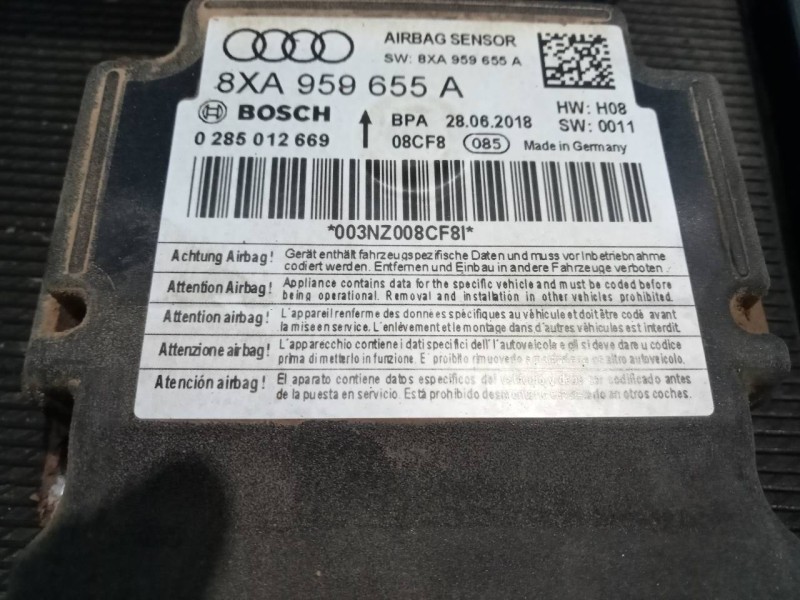 AIRBAG SENSOR
SW: 8XA 959 655 A
8XA 959 655 A
BOSCH
BPA 28.06.2018
HW: H08
0 285 012 669
08CF8 085 Made in Germany
SW: 0011
*003NZ008CF8I*
Achtung Airbag! Gerät enthält fahrzeugspezifische Daten und muss vor Inbetriebnahme
codiert werden. Entfernen und Einbau in andere Fahrzeuge verboten.
Attention Airbag! Appliance contains data for the specific vehicle and must be coded before
being operational. Removal and installation in other vehicles prohibited.
Attention airbag! L'appareil renferme des données spécifiques au véhicule et doit être codé avant
la mise en service. L'enlèvement et le montage dans d'autres véhicules est interdit.
Attenzione airbag! L'apparecchio contiene i dati specifici dell'l'autoveicolo e gli si deve dare u codice
prima di metterlo in funzione. E' proibito rimuoverlo altro autoveicolo.
Atención airbag! El aparato contiene datos específicos del codificado antes
de la puesta en servicio. Está prohibido en otros coches.